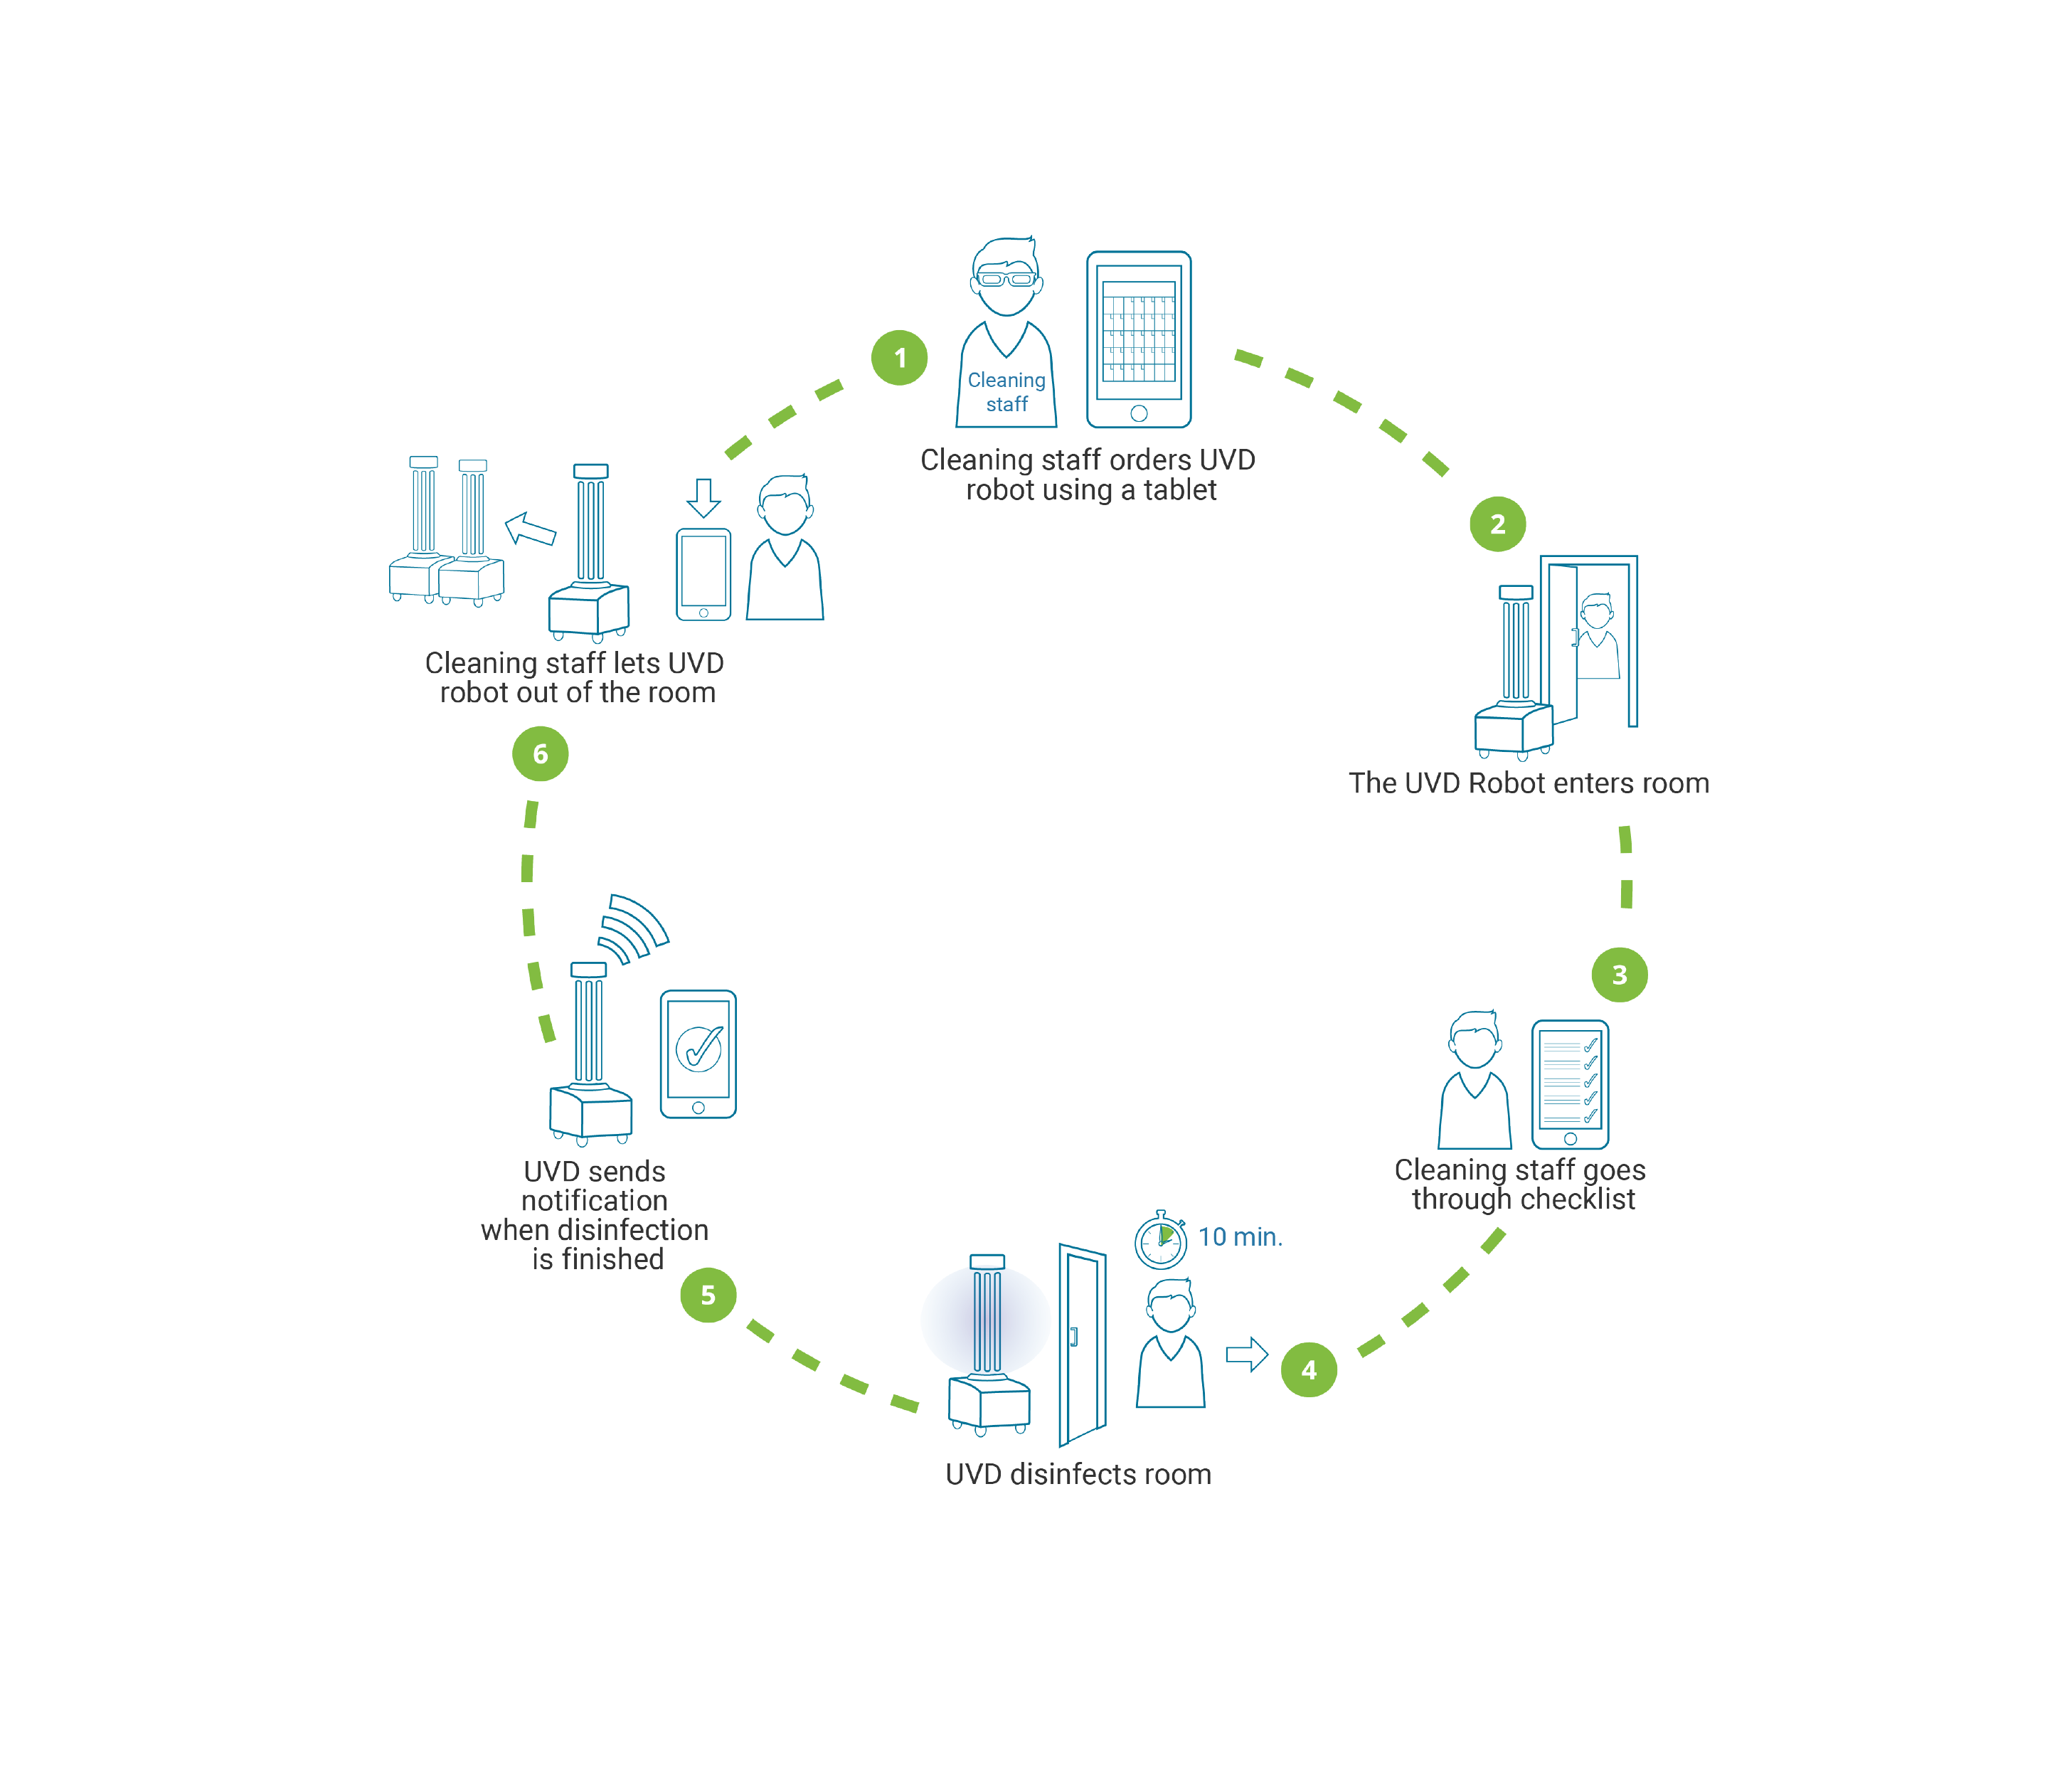 1
Cleaning
staff
Cleaning staff orders UVD
robot using a tablet
2
The UVD Robot enters room
3
Cleaning staff goes
through checklist
4
10 min.
UVD disinfects room
5
UVD sends
notification
when disinfection
is finished
6
Cleaning staff lets UVD
robot out of the room